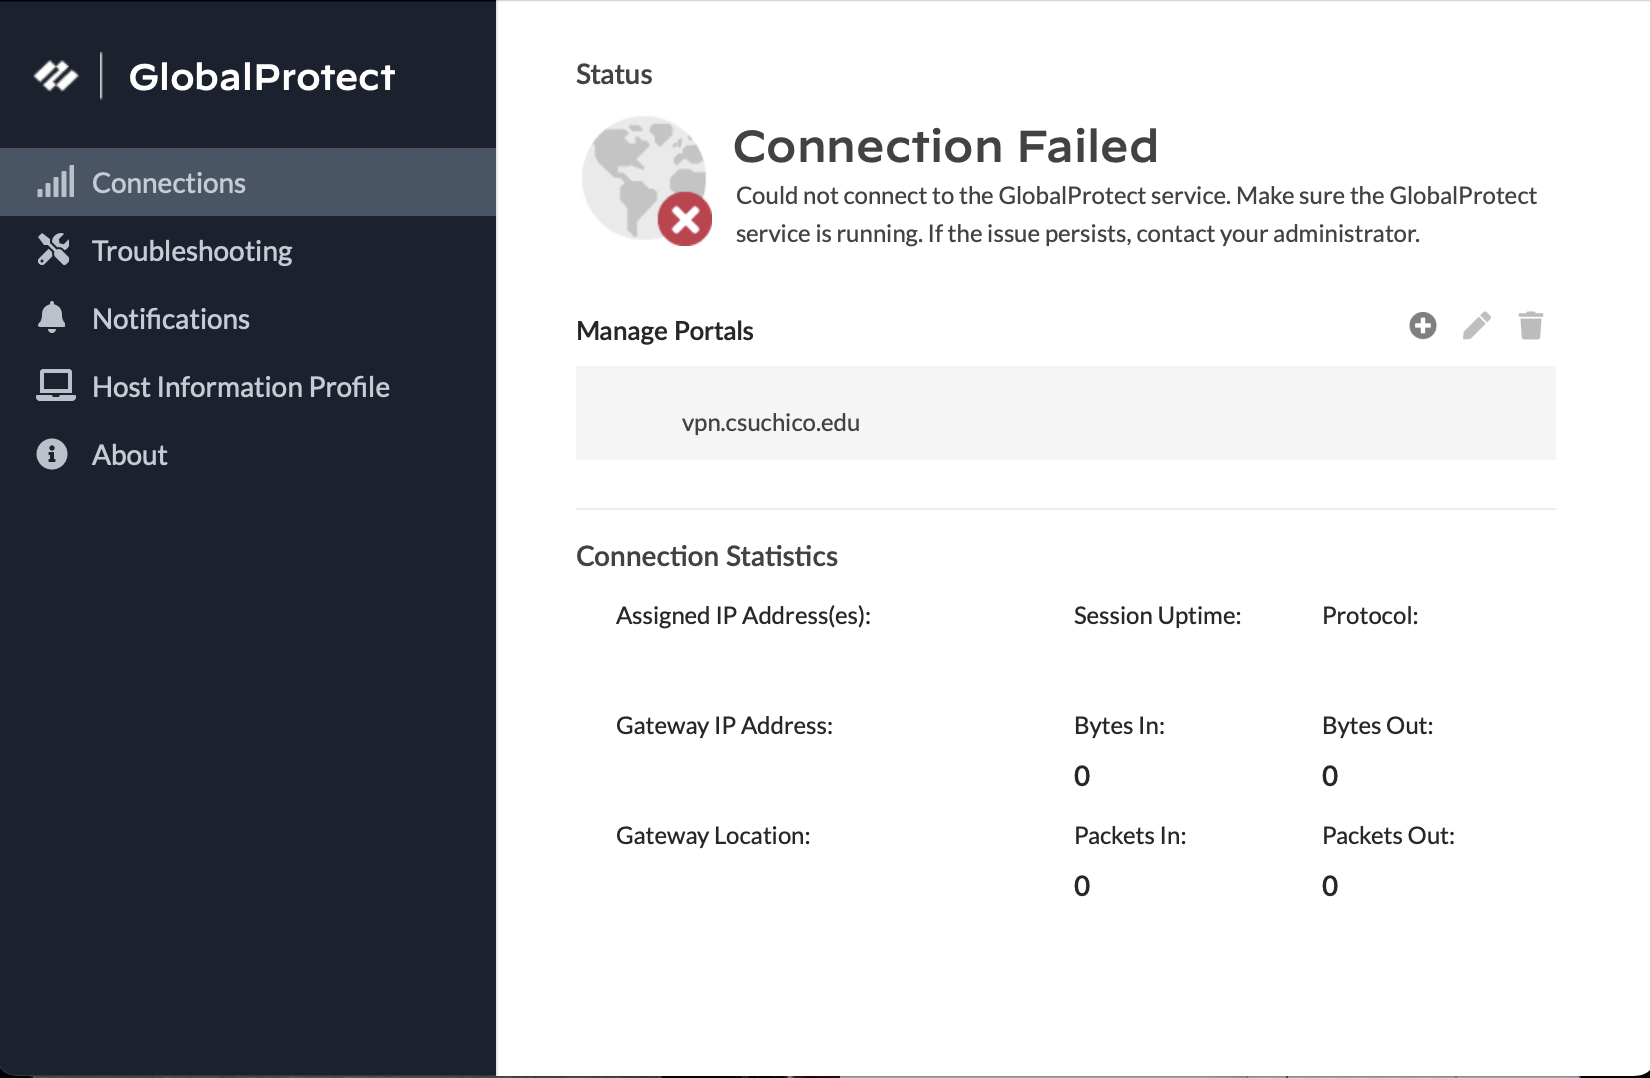 GlobalProtect
Connections
Troubleshooting
Notifications
Host Information Profile
About
Status
Connection Failed
Could not connect to the GlobalProtect service. Make sure the GlobalProtect
service is running. If the issue persists, contact your administrator.
Manage Portals
vpn.csuchico.edu
Connection Statistics
Assigned IP Address(es):
Session Uptime:
Protocol:
Gateway IP Address:
Bytes In:
Bytes Out:
0
0
Gateway Location:
Packets In:
Packets Out:
0
0